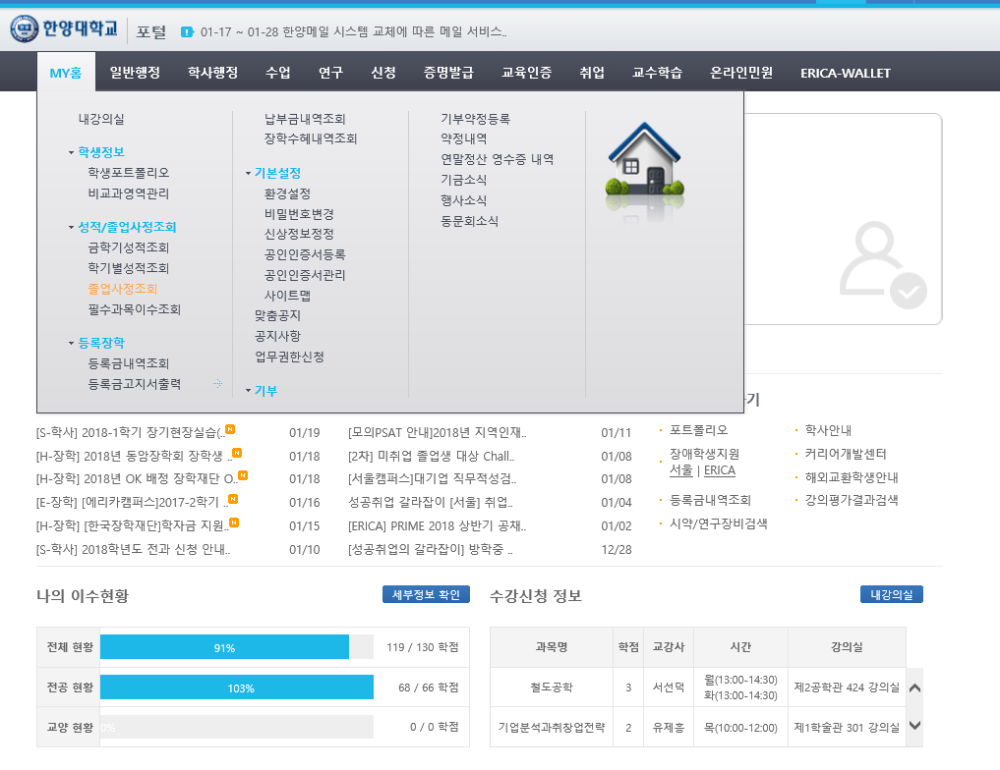 한양대학교 포털 01-17 ~ 01-28 한양메일 시스템 교체에 따른 메일 서비스..
MY홈 일반행정 학사행정 수업 연구 신청 증명발급 교육인증 취업 교수학습 온라인민원 ERICA-WALLET
내강의실
학생정보
학생포트폴리오
비교과영역관리
성적/졸업사정조회
금학기성적조회
학기별성적조회
졸업사정조회
필수과목이수조회
등록장학
등록금내역조회
등록금고지서출력
납부금내역조회
장학수혜내역조회
기본설정
환경설정
비밀번호변경
신상정보정정
공인인증서등록
공인인증서관리
사이트맵
맞춤공지
공지사항
업무권한신청
기부
기부약정등록
약정내역
연말정산 영수증 내역
기금소식
행사소식
동문회소식
기
[S-학사] 2018-1학기 장기현장실습(.. N 01/19
[H-장학] 2018년 동암장학회 장학생 .. N 01/18
[H-장학] 2018년 OK 배정 장학재단 O.. N 01/18
[E-장학] [에리카캠퍼스]2017-2학기 .. N 01/16
[H-장학] [한국장학재단]학자금 지원.. N 01/15
[S-학사] 2018학년도 전과 신청 안내.. 01/10
[모의PSAT 안내]2018년 지역인재.. 01/11
[2차] 미취업 졸업생 대상 Chall.. 01/08
[서울캠퍼스]대기업 직무적성검.. 01/08
성공취업 갈라잡이 [서울] 취업.. 01/04
[ERICA] PRIME 2018 상반기 공채.. 01/02
[성공취업의 갈라잡이] 방학중 .. 12/28
포트폴리오
장애학생지원
서울 | ERICA
등록금내역조회
시약/연구장비검색
학사안내
커리어개발센터
해외교환학생안내
강의평가결과검색
나의 이수현황 세부정보 확인
전체 현황 91% 119 / 130 학점
전공 현황 103% 68 / 66 학점
교양 현황 0% 0 / 0 학점
수강신청 정보 내강의실
과목명 학점 교강사 시간 강의실
철도공학 3 서선덕 월(13:00-14:30) 제2공학관 424 강의실
화(13:00-14:30)
기업분석과취창업전략 2 유제홍 목(10:00-12:00) 제1학술관 301 강의실